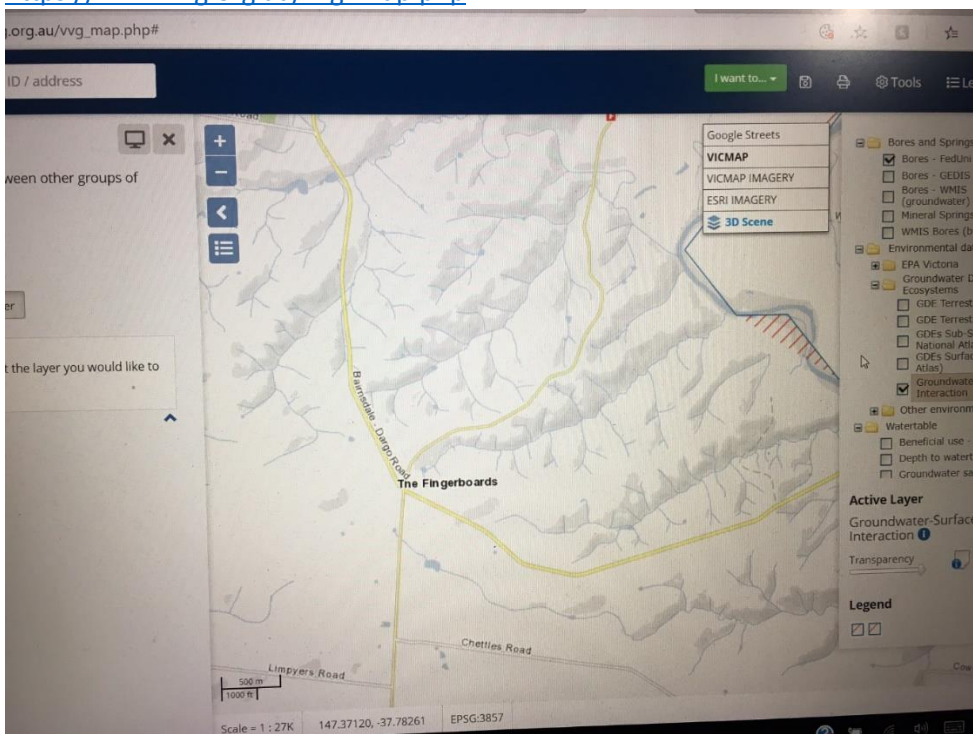 .org.au/vvg_map.php#
ID / address
I want to...
Tools
ween other groups of
er
t the layer you would like to
Google Streets
VICMAP
VICMAP IMAGERY
ESRI IMAGERY
3D Scene
Bairnsdale - Dargo Road
The Fingerboards
Chettles Road
Limpyers Road
500 m
1000 ft
Scale = 1 : 27K
147.37120, -37.78261
EPSG:3857
Bores and Springs
Bores - FedUni
Bores - GEDIS
Bores - WMIS
(groundwater)
Mineral Springs
WMIS Bores (b
Environmental da
EPA Victoria
Groundwater D
Ecosystems
GDE Terrest
GDE Terrest
GDEs Sub-S
National Atla
GDEs Surfac
Atlas)
Groundwate
Interaction
Other environm
Watertable
Beneficial use
Depth to watert
Groundwater sa
Active Layer
Groundwater-Surface
Interaction
Transparency
Legend